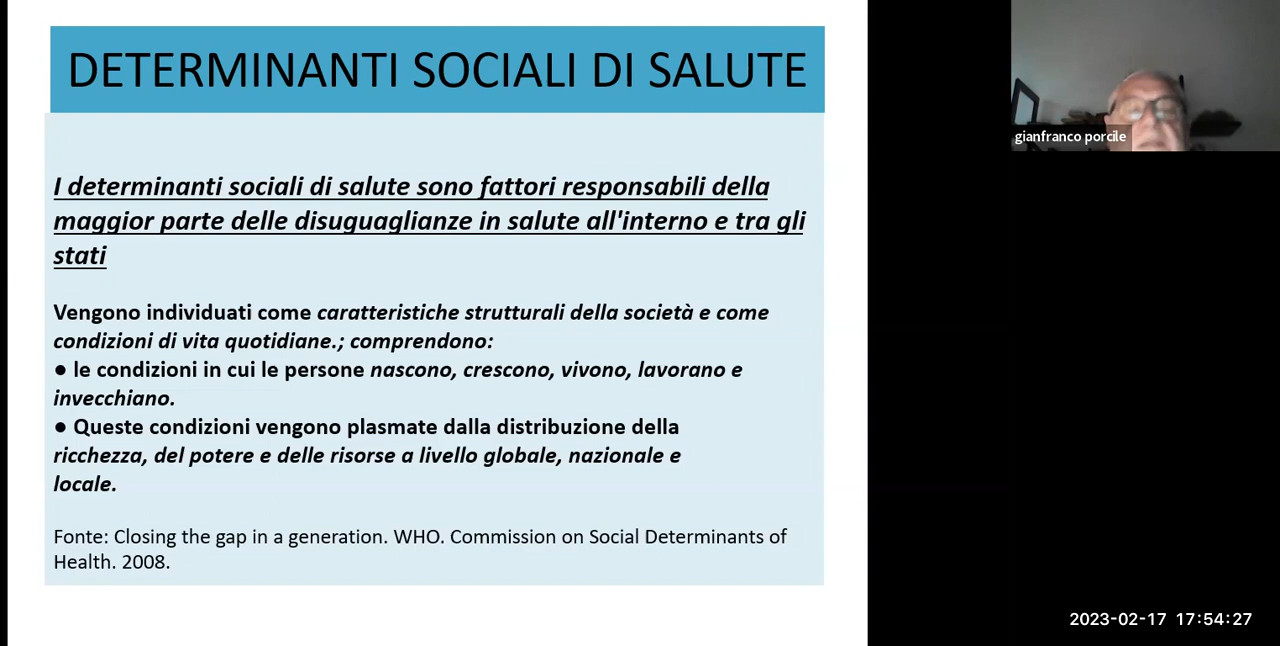 DETERMINANTI SOCIALI DI SALUTE
I determinanti sociali di salute sono fattori responsabili della
maggior parte delle disuguaglianze in salute all'interno e tra gli
stati
Vengono individuati come caratteristiche strutturali della società e come
condizioni di vita quotidiane.; comprendono:
● le condizioni in cui le persone nascono, crescono, vivono, lavorano e
invecchiano.
● Queste condizioni vengono plasmate dalla distribuzione della
ricchezza, del potere e delle risorse a livello globale, nazionale e
locale.
Fonte: Closing the gap in a generation. WHO. Commission on Social Determinants of
Health. 2008.
gianfranco porcile
2023-02-17 17:54:27